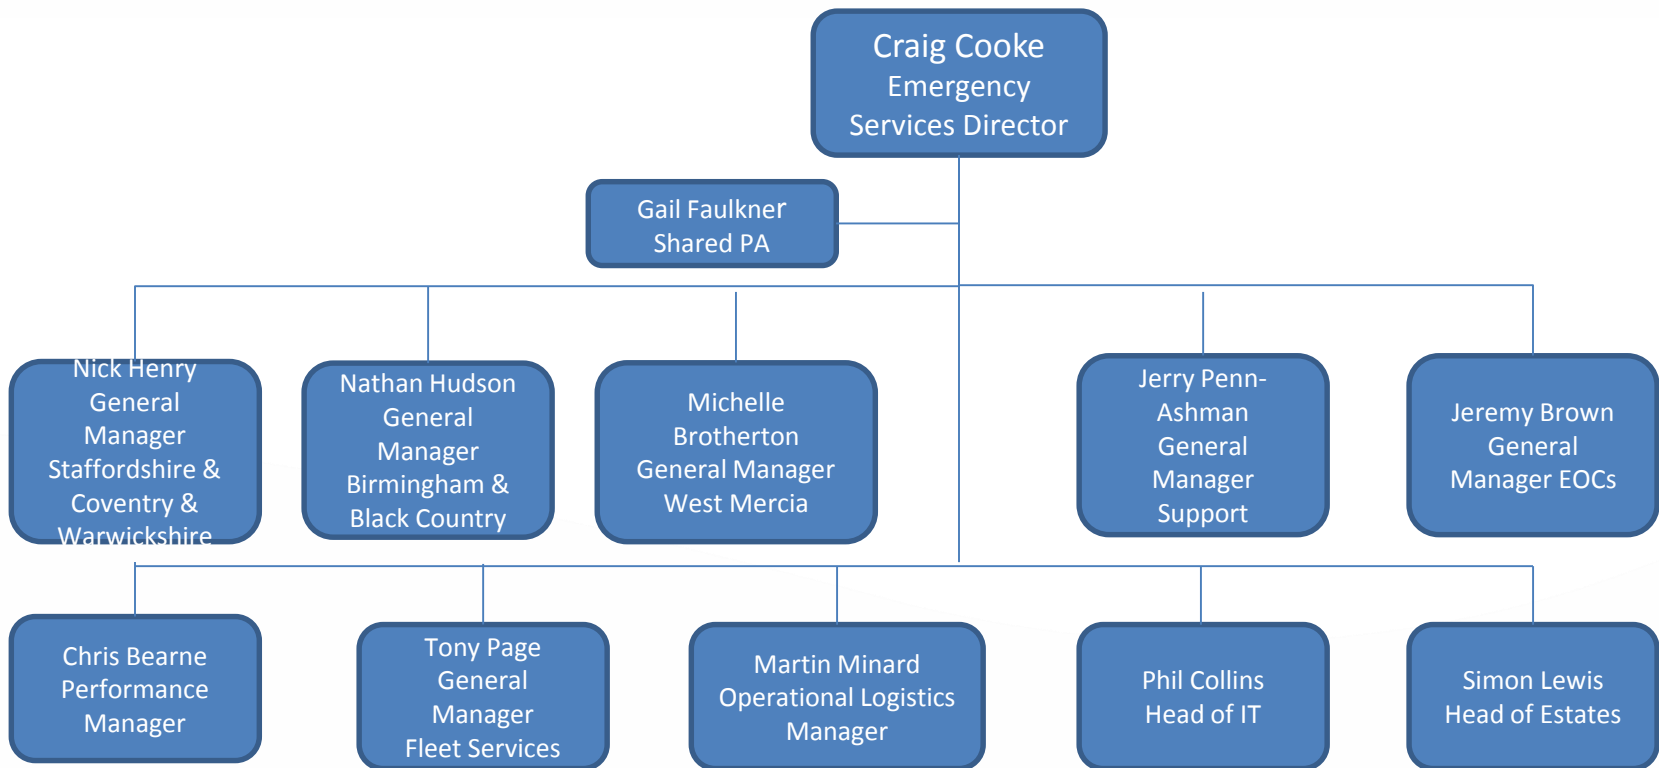 Craig Cooke
Emergency
Services Director
Gail Faulkner
Shared PA
Nick Henry
General
Manager
Staffordshire &
Coventry &
Warwickshire
Nathan Hudson
General
Manager
Birmingham &
Black Country
Michelle
Brotherton
General Manager
West Mercia
Jerry Penn-
Ashman
General
Manager
Support
Jeremy Brown
General
Manager EOCs
Chris Bearne
Performance
Manager
Tony Page
General
Manager
Fleet Services
Martin Minard
Operational Logistics
Manager
Phil Collins
Head of IT
Simon Lewis
Head of Estates